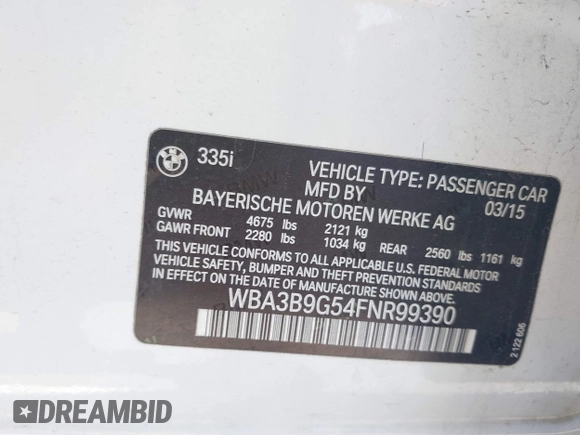 335i
VEHICLE TYPE: PASSENGER CAR
MFD BY 03/15
BAYERISCHE MOTOREN WERKE AG
GVWR 4675 lbs 2121 kg
GAWR FRONT 2280 lbs 1034 kg REAR 2560 lbs 1161 kg
THIS VEHICLE CONFORMS TO ALL APPLICABLE U.S. FEDERAL MOTOR
VEHICLE SAFETY, BUMPER AND THEFT PREVENTION STANDARDS
IN EFFECT ON THE DATE OF MANUFACTURE SHOWN ABOVE.
WBA3B9G54FNR99390
2 122 606
DREAMBID